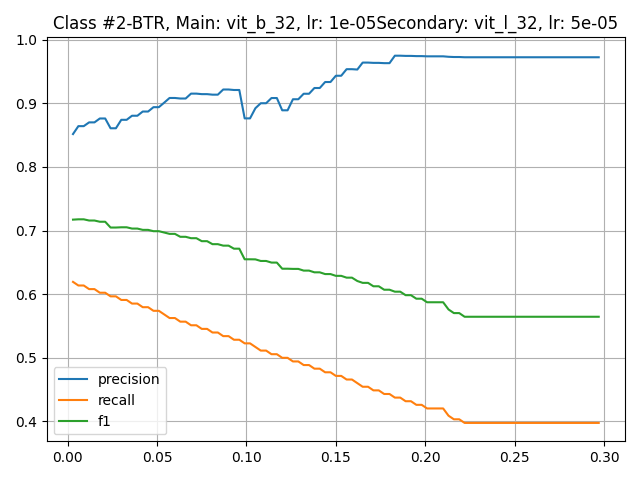 Class #2-BTR, Main: vit_b_32, lr: 1e-05Secondary: vit_l_32, lr: 5e-05
1.0
0.9
0.8
0.7
0.6
0.5
0.4
precision
recall
f1
0.00 0.05 0.10 0.15 0.20 0.25 0.30